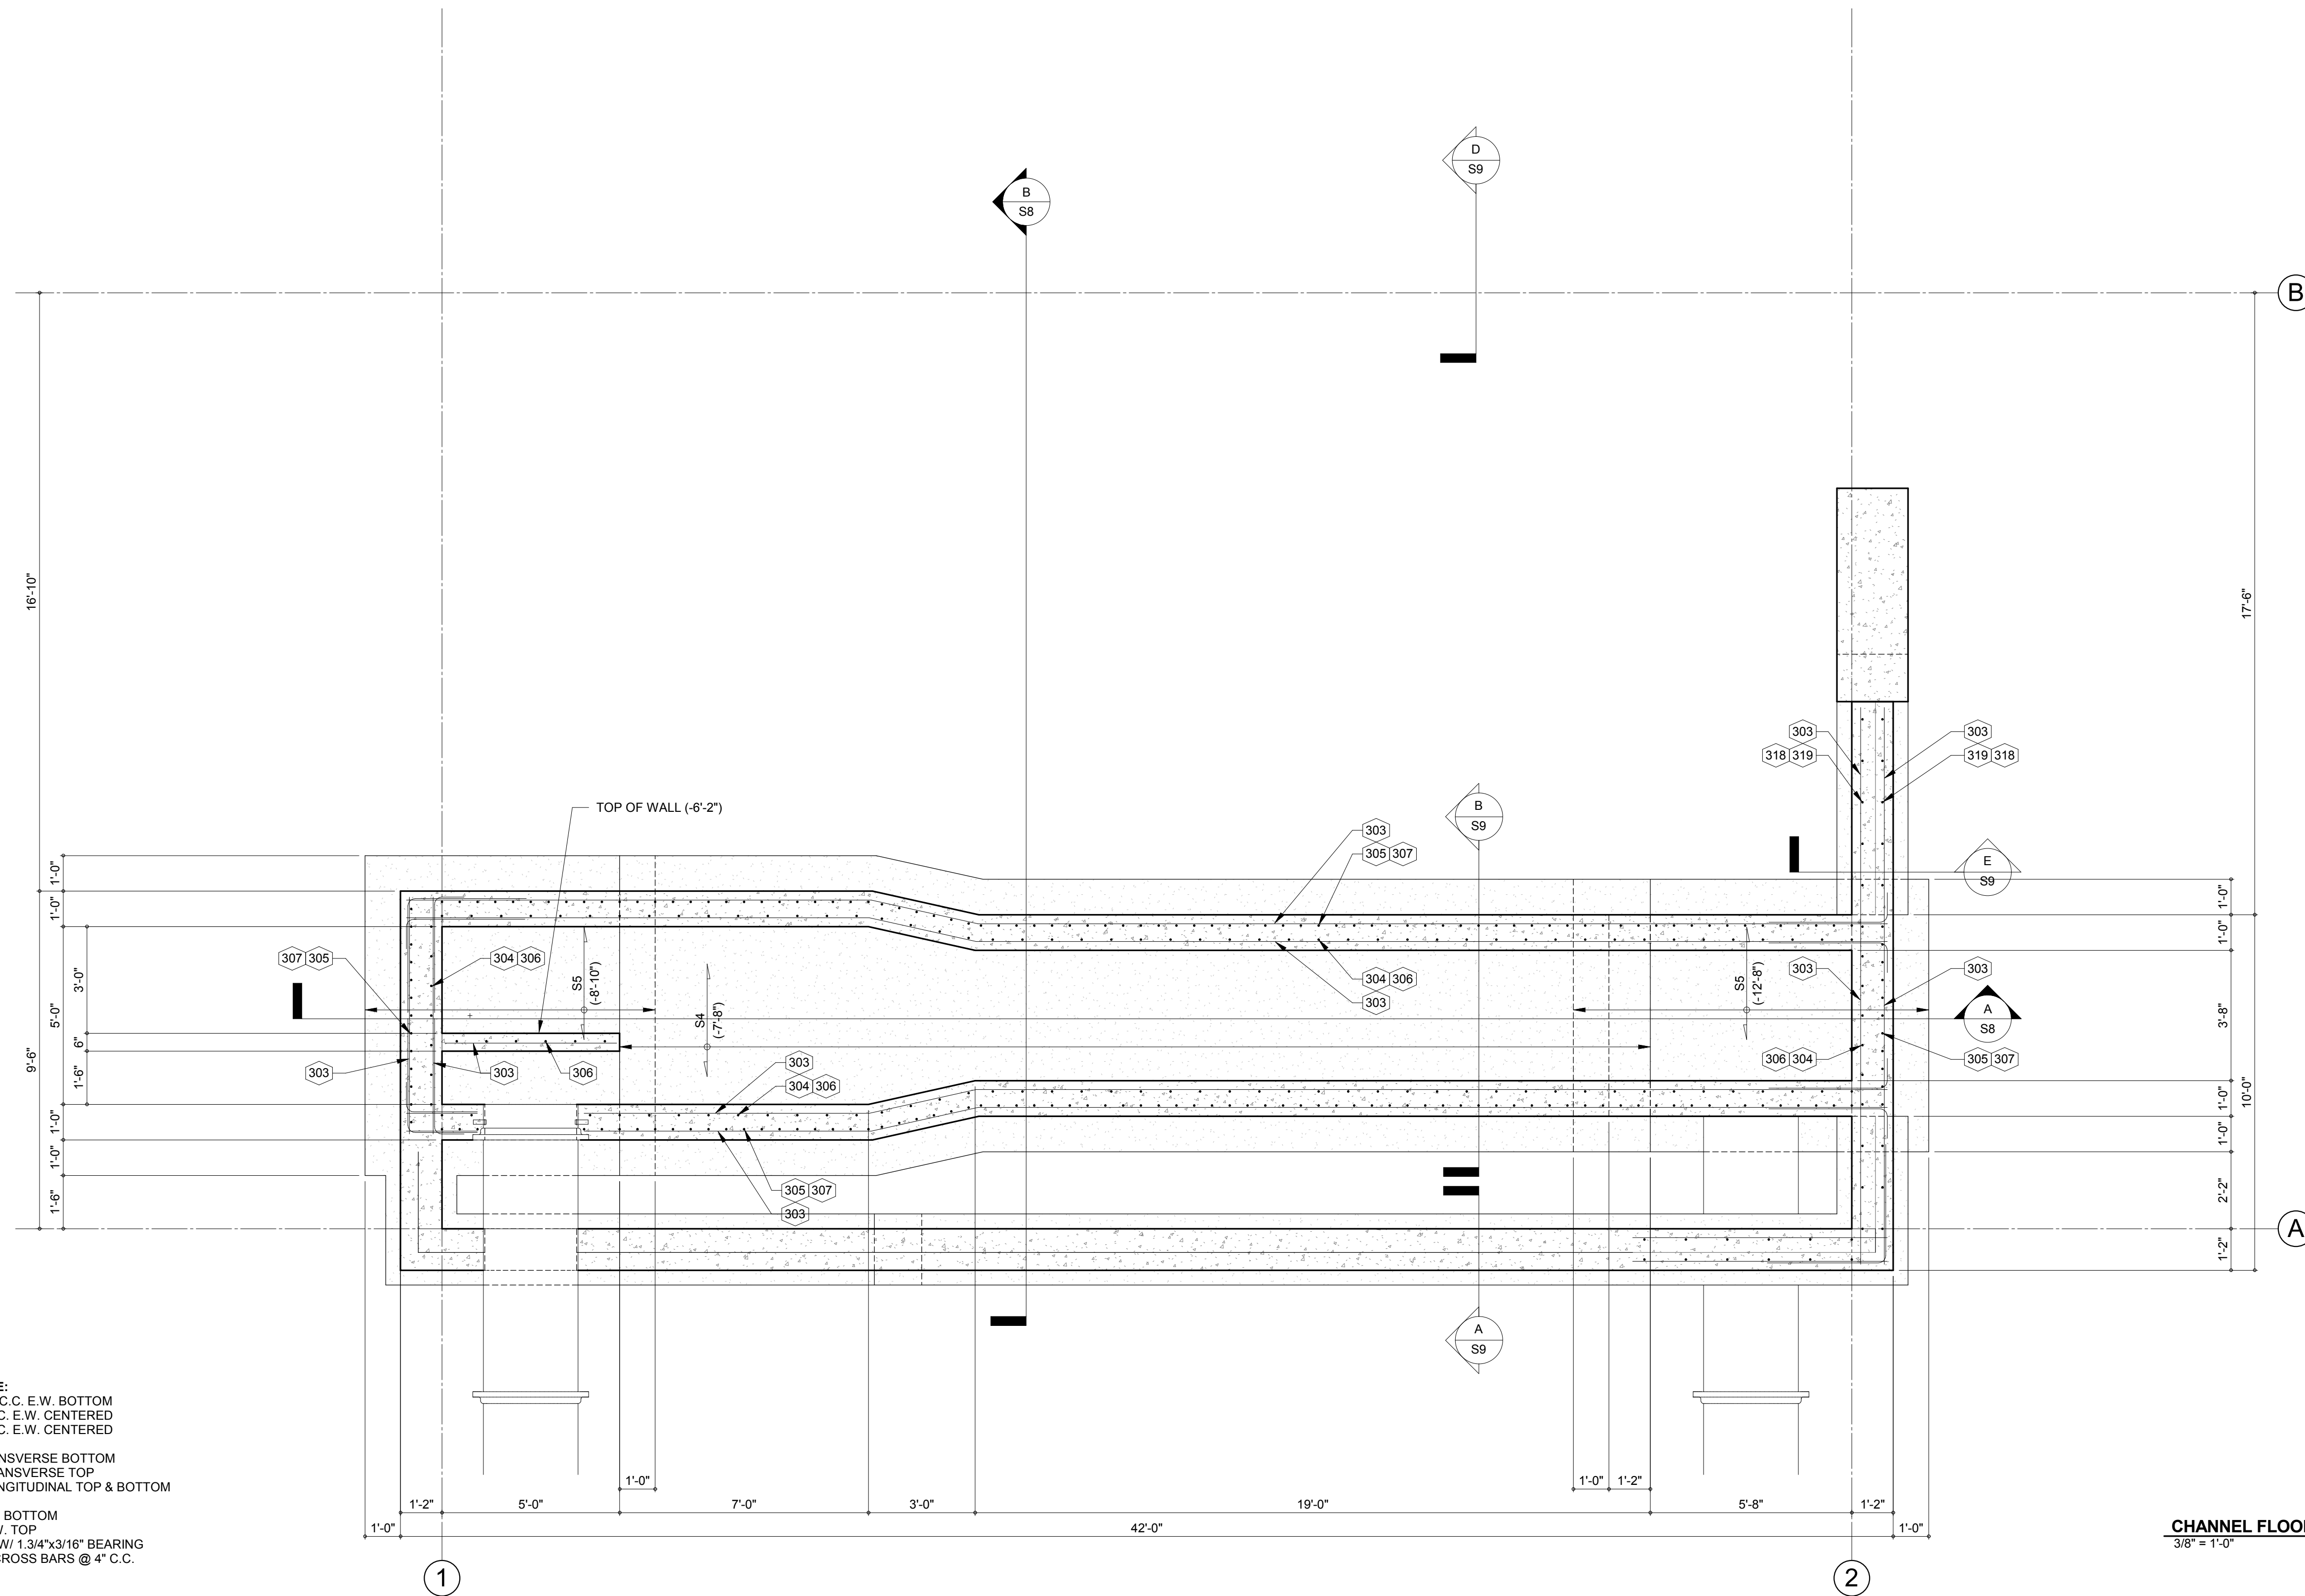 D
S9
B
S8
B
16'-10"
17'-6"
303
318 319
303
319 318
TOP OF WALL (-6'-2")
B
S9
303
305 307
E
S9
1'-0"
1'-0"
3'-0"
5'-0"
6"
1'-6"
9'-6"
1'-0"
1'-0"
1'-6"
307 305
304 306
S5
(-8'-10")
S4
(-7'-8")
304 306
303
S5
(-12'-8")
303
303
A
S8
306 304
305 307
303
303
306
303
304 306
305 307
303
1'-0"
1'-0"
3'-8"
1'-0"
10'-0"
1'-0"
2'-2"
1'-2"
A
A
S9
E:
C.C. E.W. BOTTOM
C. E.W. CENTERED
C. E.W. CENTERED
NSVERSE BOTTOM
ANSVERSE TOP
NGITUDINAL TOP & BOTTOM
BOTTOM
W. TOP
W/ 1.3/4"x3/16" BEARING
CROSS BARS @ 4" C.C.
1'-0"
1'-0" 1'-2"
1'-2" 5'-0" 7'-0" 3'-0" 19'-0" 5'-8" 1'-2"
1'-0" 42'-0" 1'-0"
1
2
CHANNEL FLOO
3/8" = 1'-0"